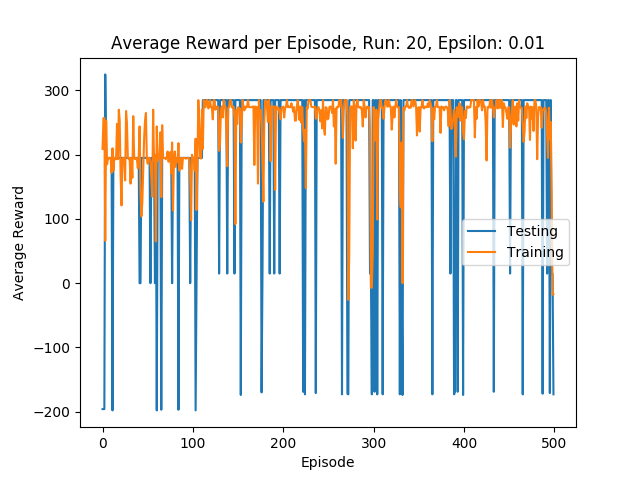 Average Reward per Episode, Run: 20, Epsilon: 0.01
Average Reward
300
200
100
0
−100
−200
Testing
Training
0
100
200
300
400
500
Episode